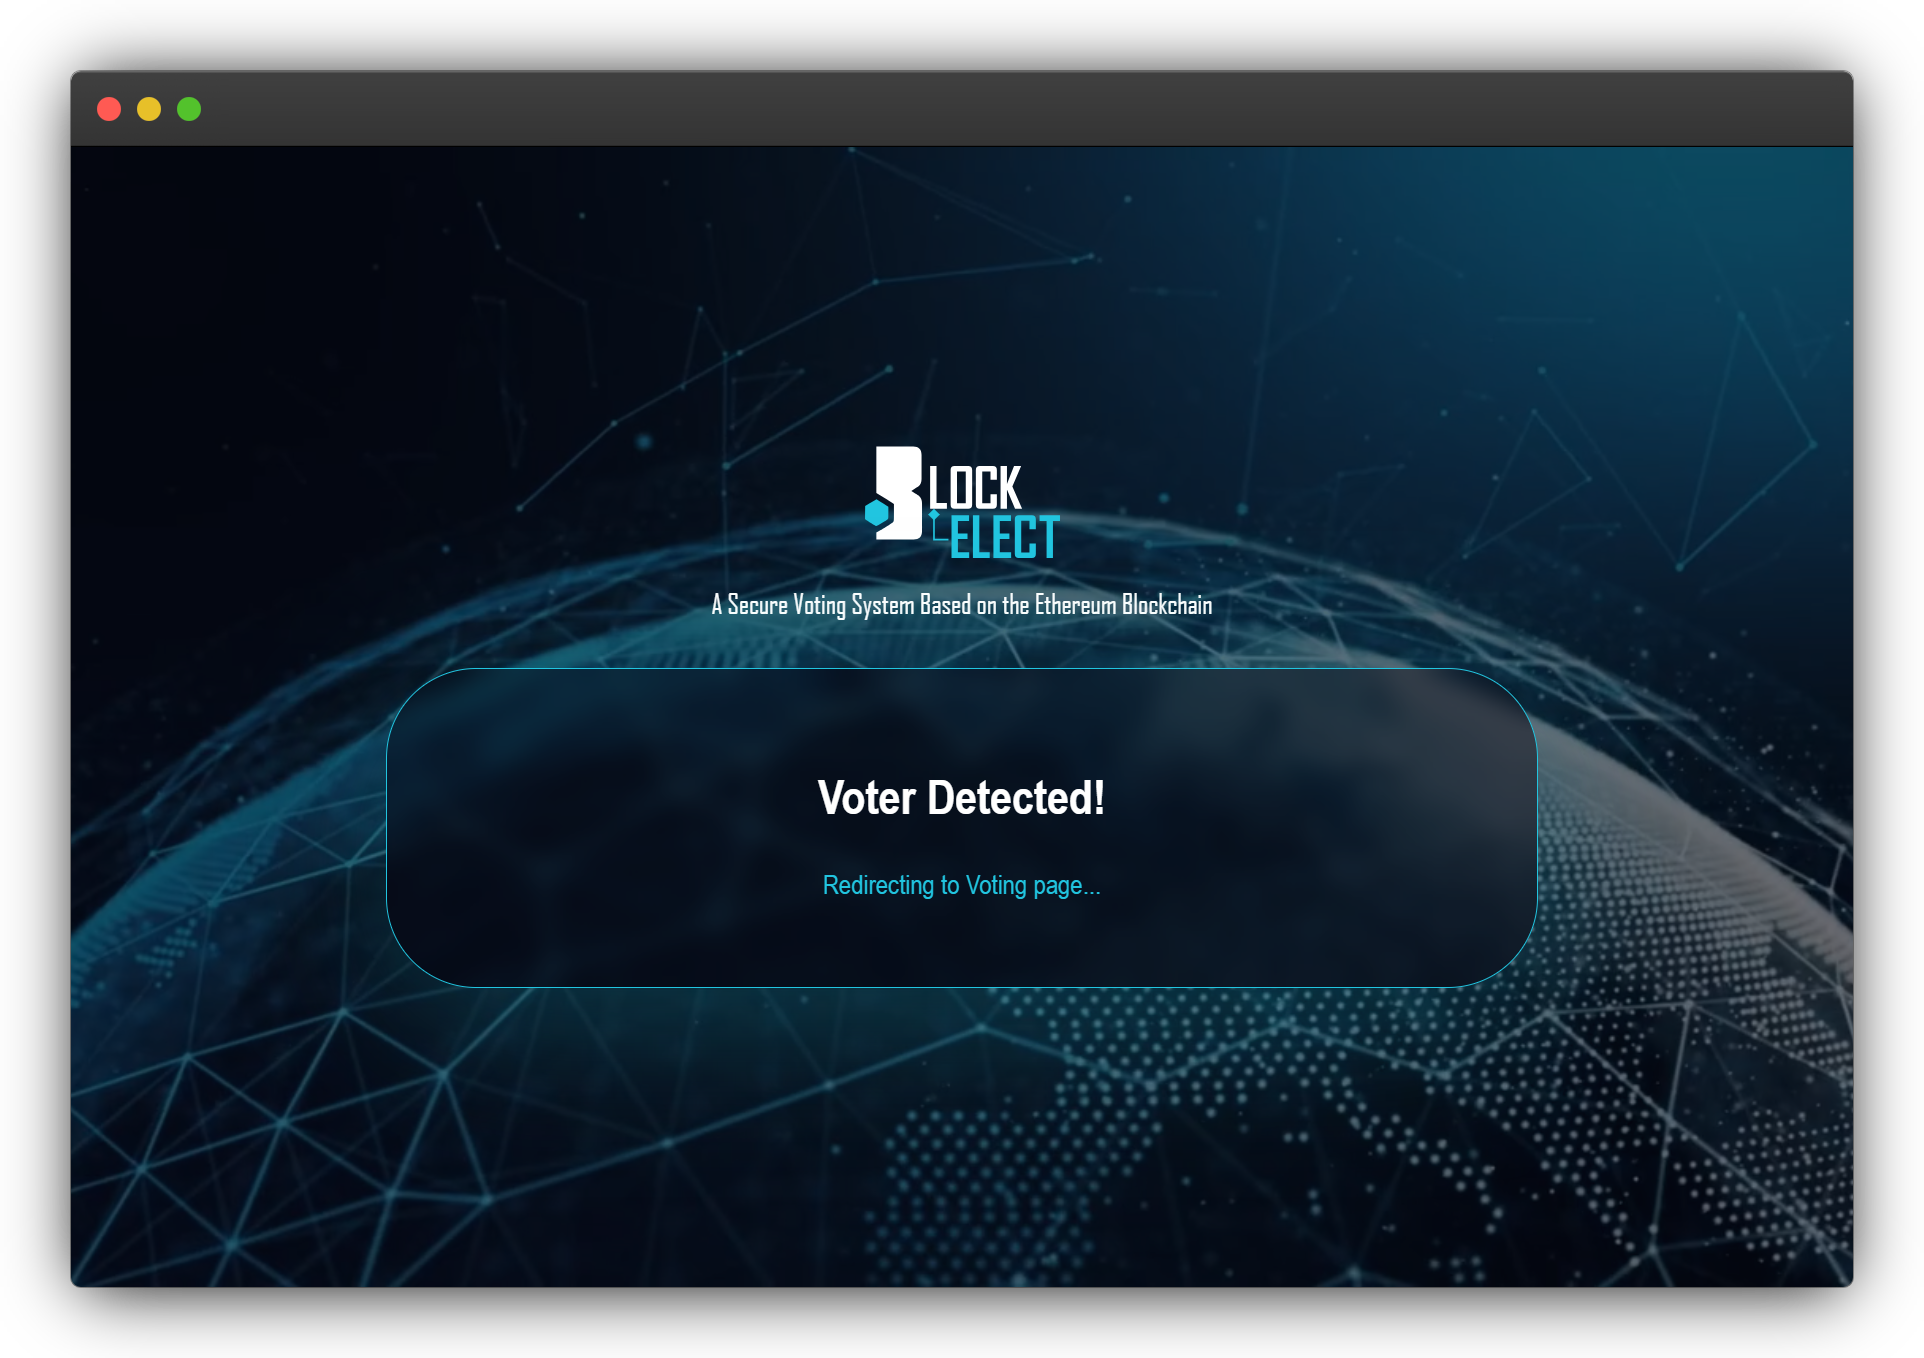 BLOCK
ELECT
A Secure Voting System Based on the Ethereum Blockchain
Voter Detected!
Redirecting to Voting page...